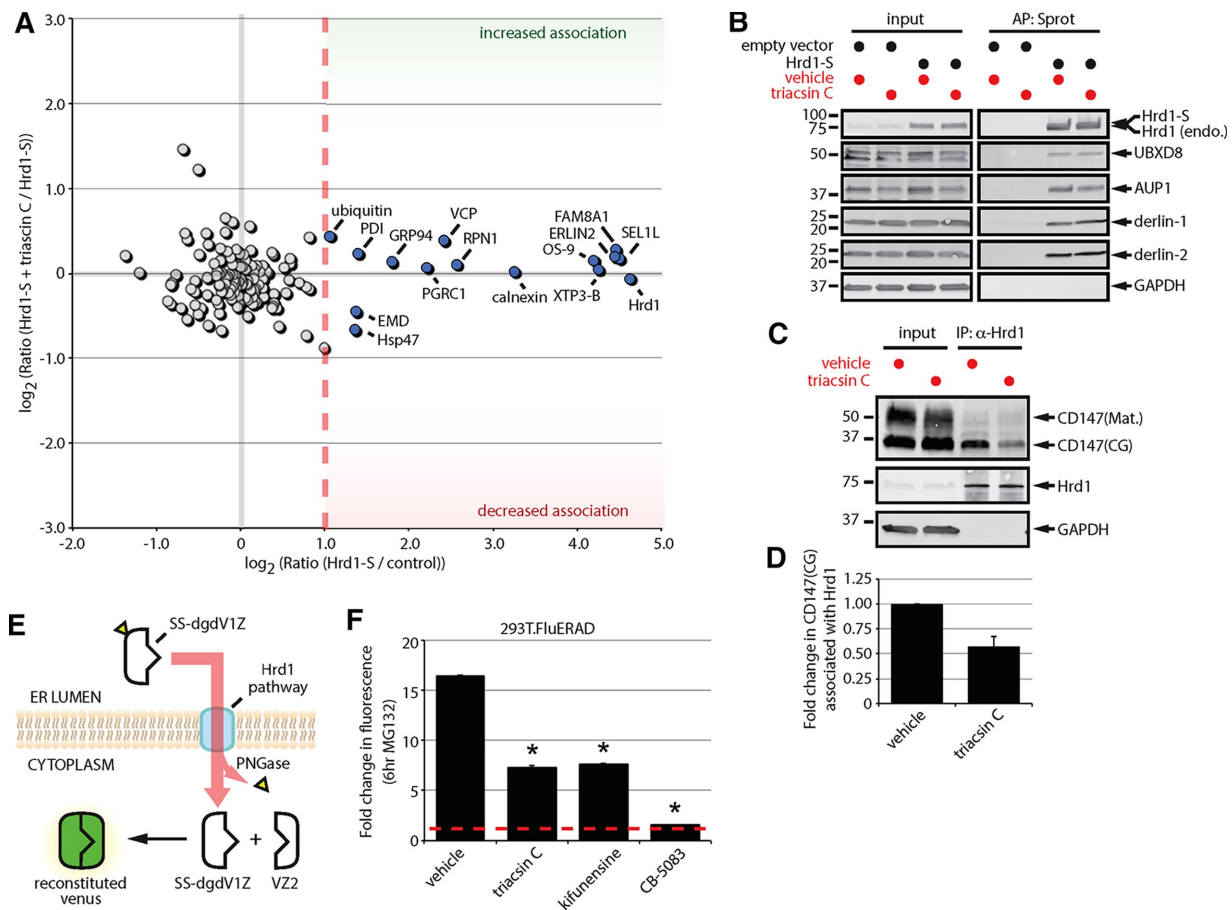 A
3.0
2.0
1.0
0
-1.0
-2.0
-3.0
log2 (Ratio (Hrd1-S + triascin C / Hrd1-S))
increased association
ubiquitin
PDI
GRP94
VCP
RPN1
PGRC1
calnexin
FAM8A1
ERLIN2
OS-9
SEL1L
XTP3-B
Hrd1
EMD
Hsp47
decreased association
-2.0 -1.0 0 1.0 2.0 3.0 4.0 5.0
log2 (Ratio (Hrd1-S / control))
B
input AP: Sprot
empty vector
Hrd1-S
vehicle
triacsin C
100
75
Hrd1-S
Hrd1 (endo.)
50
UBXD8
37
AUP1
25
20
derlin-1
25
20
derlin-2
37
GAPDH
C
input IP: α-Hrd1
vehicle
triacsin C
50
CD147(Mat.)
37
CD147(CG)
75
Hrd1
37
GAPDH
D
Fold change in CD147(CG)
associated with Hrd1
1.25
1.00
0.75
0.50
0.25
0
vehicle
triacsin C
E
SS-dgdV1Z
Hrd1
pathway
ER LUMEN
CYTOPLASM
PNGase
+
reconstituted
venus
SS-dgdV1Z VZ2
F
293T.FluERAD
Fold change in fluorescence
(6hr MG132)
20
15
10
5
0
* * *
vehicle
triacsin C
kifunensine
CB-5083